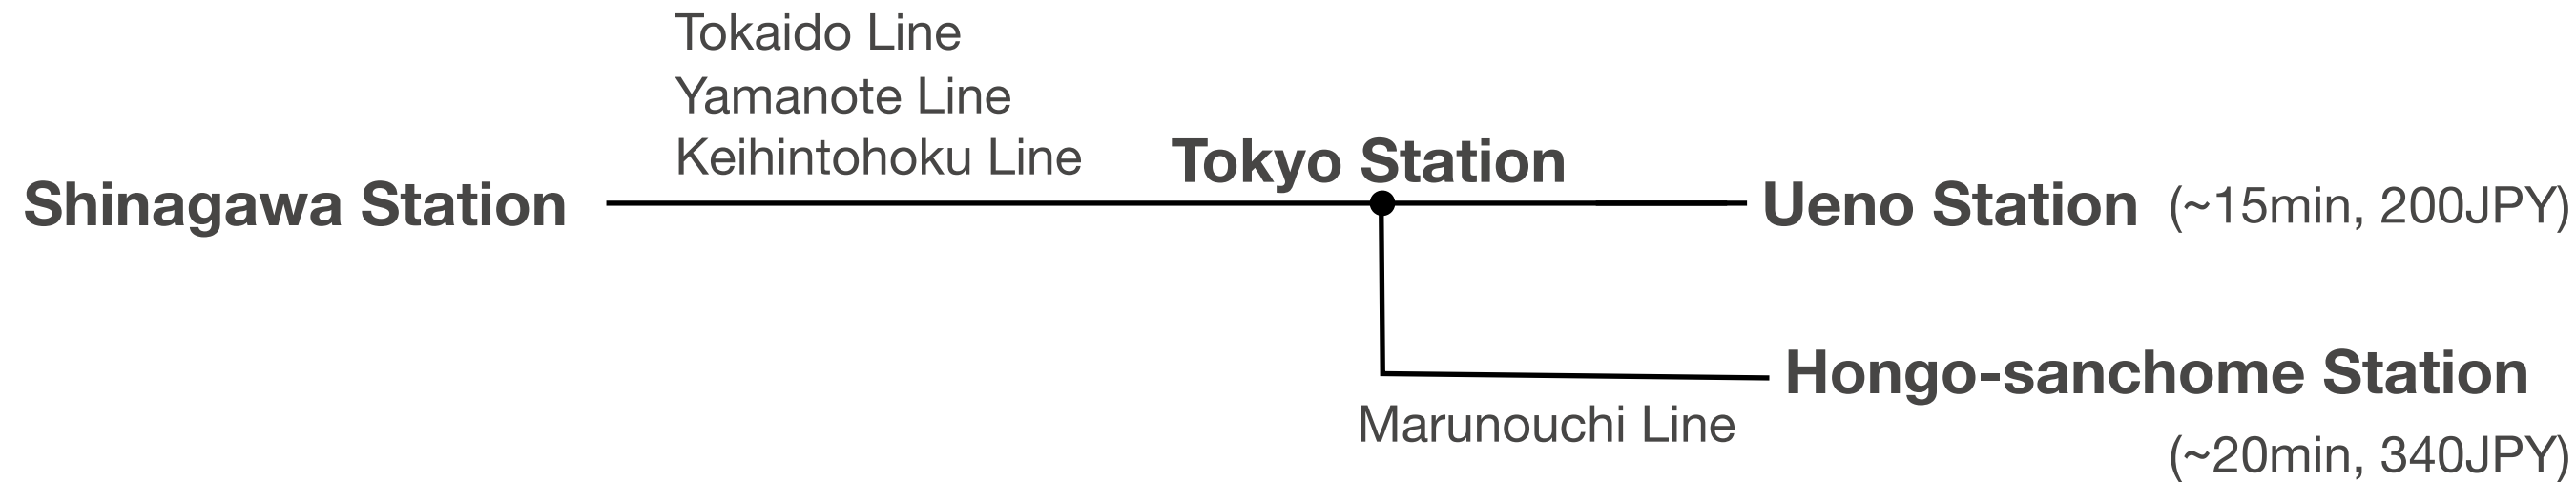 Tokaido Line
Yamanote Line
Keihintohoku Line
Tokyo Station
Shinagawa Station
Ueno Station (~15min, 200JPY)
Hongo-sanchome Station
Marunouchi Line
(~20min, 340JPY)